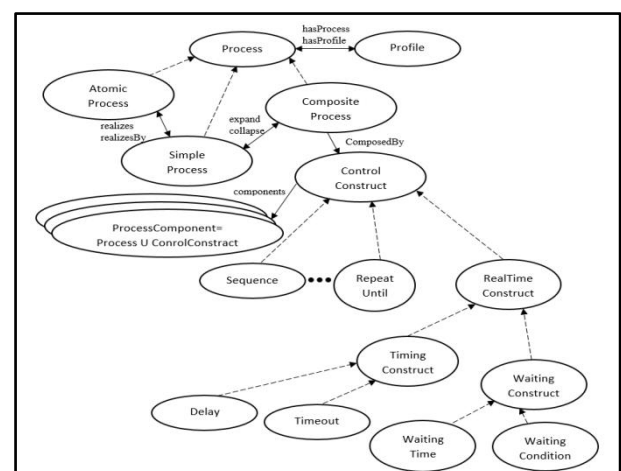 hasProcess
hasProfile
Process
Profile
Atomic
Process
Composite
Process
expand
collapse
realizes
realizesBy
Simple
Process
ComposedBy
Control
Construct
components
ProcessComponent=
Process U ConrolConstract
Sequence
Repeat
Until
RealTime
Construct
Timing
Construct
Waiting
Construct
Delay
Timeout
Waiting
Time
Waiting
Condition